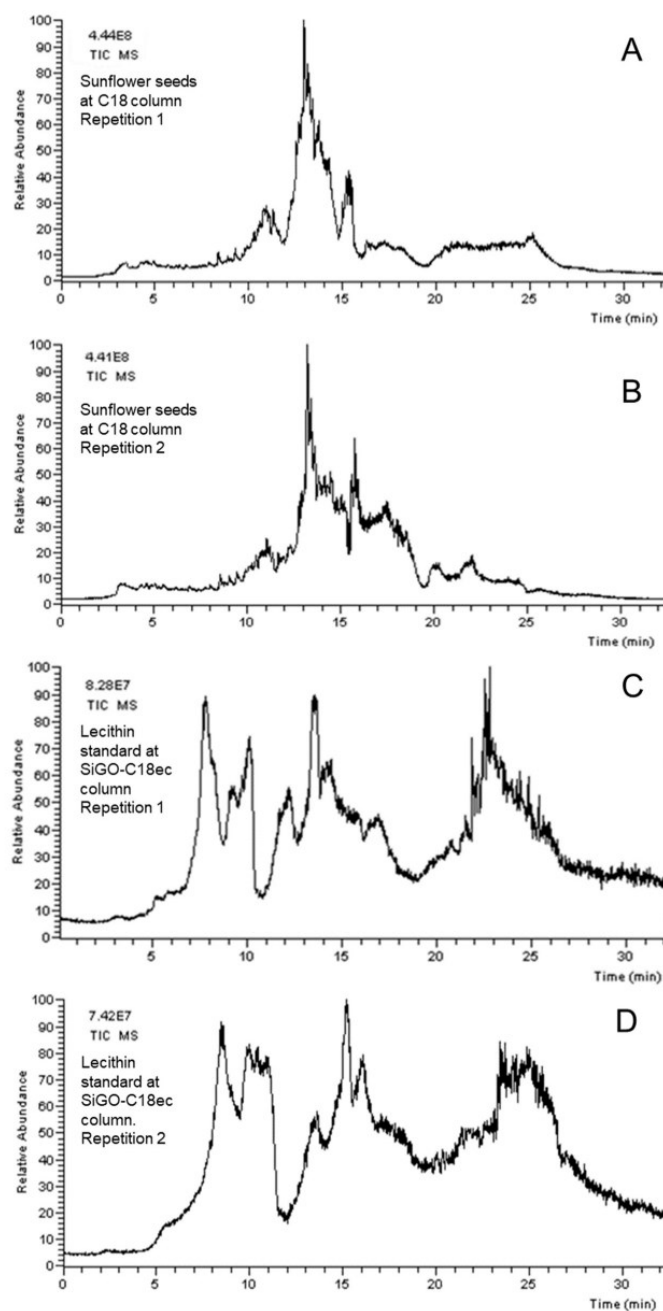 4.44E8
TIC MS
A
Sunflower seeds
at C18 column
Repetition 1
Relative Abundance
100
90
80
70
60
50
40
30
20
10
0
0 5 10 15 20 25 30
Time (min)
4.41E8
TIC MS
B
Sunflower seeds
at C18 column
Repetition 2
Relative Abundance
100
90
80
70
60
50
40
30
20
10
0
0 5 10 15 20 25 30
Time (min)
8.28E7
TIC MS
C
Lecithin
standard at
SiGO-C18ec
column
Repetition 1
Relative Abundance
100
90
80
70
60
50
40
30
20
10
0
5 10 15 20 25 30
Time (min)
7.42E7
TIC MS
D
Lecithin
standard at
SiGO-C18ec
column.
Repetition 2
Relative Abundance
100
90
80
70
60
50
40
30
20
10
0
0 5 10 15 20 25 30
Time (min)